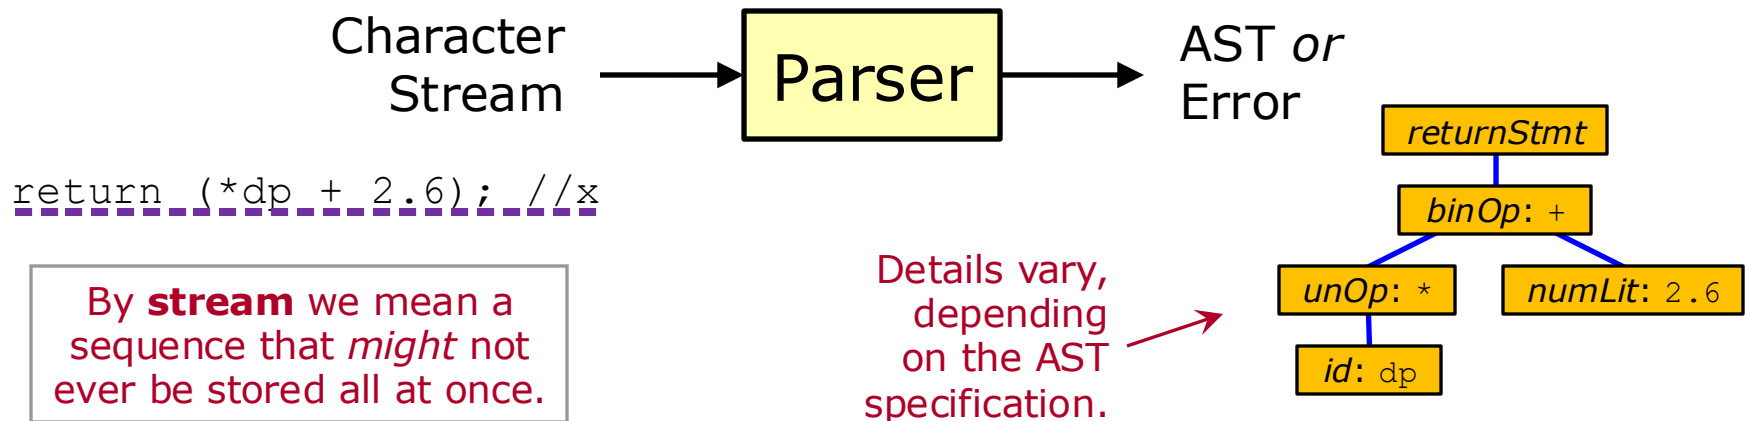 Character
Stream
Parser
AST or
Error
return (*dp + 2.6); //x
By stream we mean a
sequence that might not
ever be stored all at once.
Details vary,
depending
on the AST
specification.
returnStmt
binOp: +
unOp: *
numLit: 2.6
id: dp